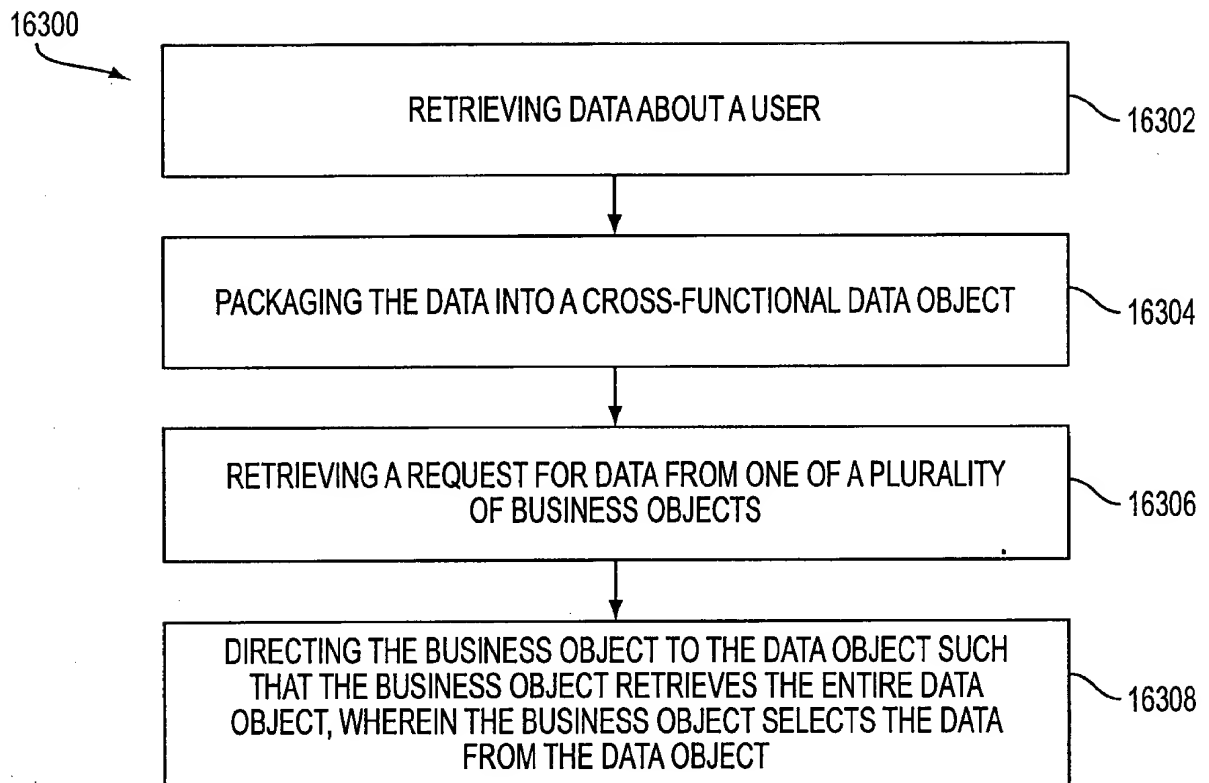 16300
RETRIEVING DATA ABOUT A USER
16302
PACKAGING THE DATA INTO A CROSS-FUNCTIONAL DATA OBJECT
16304
RETRIEVING A REQUEST FOR DATA FROM ONE OF A PLURALITY
OF BUSINESS OBJECTS
16306
DIRECTING THE BUSINESS OBJECT TO THE DATA OBJECT SUCH
THAT THE BUSINESS OBJECT RETRIEVES THE ENTIRE DATA
OBJECT, WHEREIN THE BUSINESS OBJECT SELECTS THE DATA
FROM THE DATA OBJECT
16308